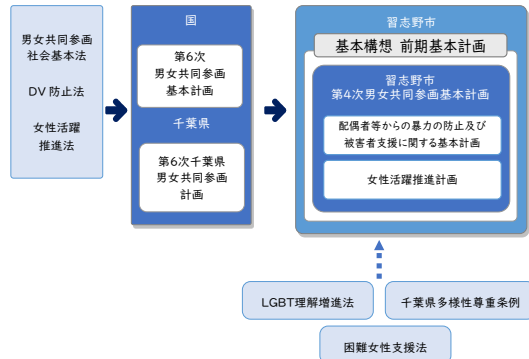 男女共同参画
社会基本法
DV防止法
女性活躍
推進法
国
第6次
男女共同参画
基本計画
千葉県
第6次千葉県
男女共同参画
計画
習志野市
基本構想 前期基本計画
習志野市
第4次男女共同参画基本計画
配偶者等からの暴力の防止及び
被害者支援に関する基本計画
女性活躍推進計画
LGBT理解増進法
千葉県多様性尊重条例
困難女性支援法